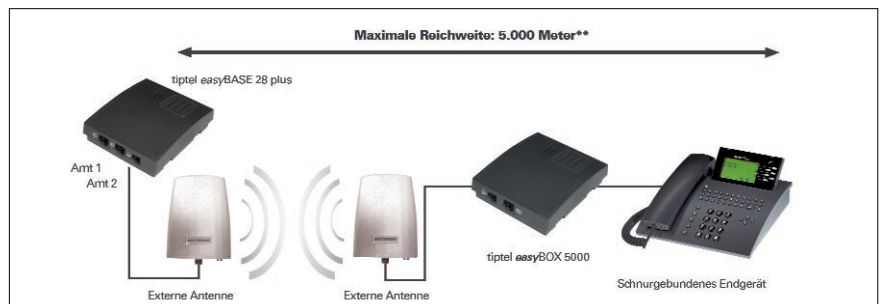 Maximale Reichweite: 5.000 Meter**
tiptel easyBASE 28 plus
Amt 1
Amt 2
tiptel easyBOX 5000
Externe Antenne
Externe Antenne
Schnurgebundenes Endgerät